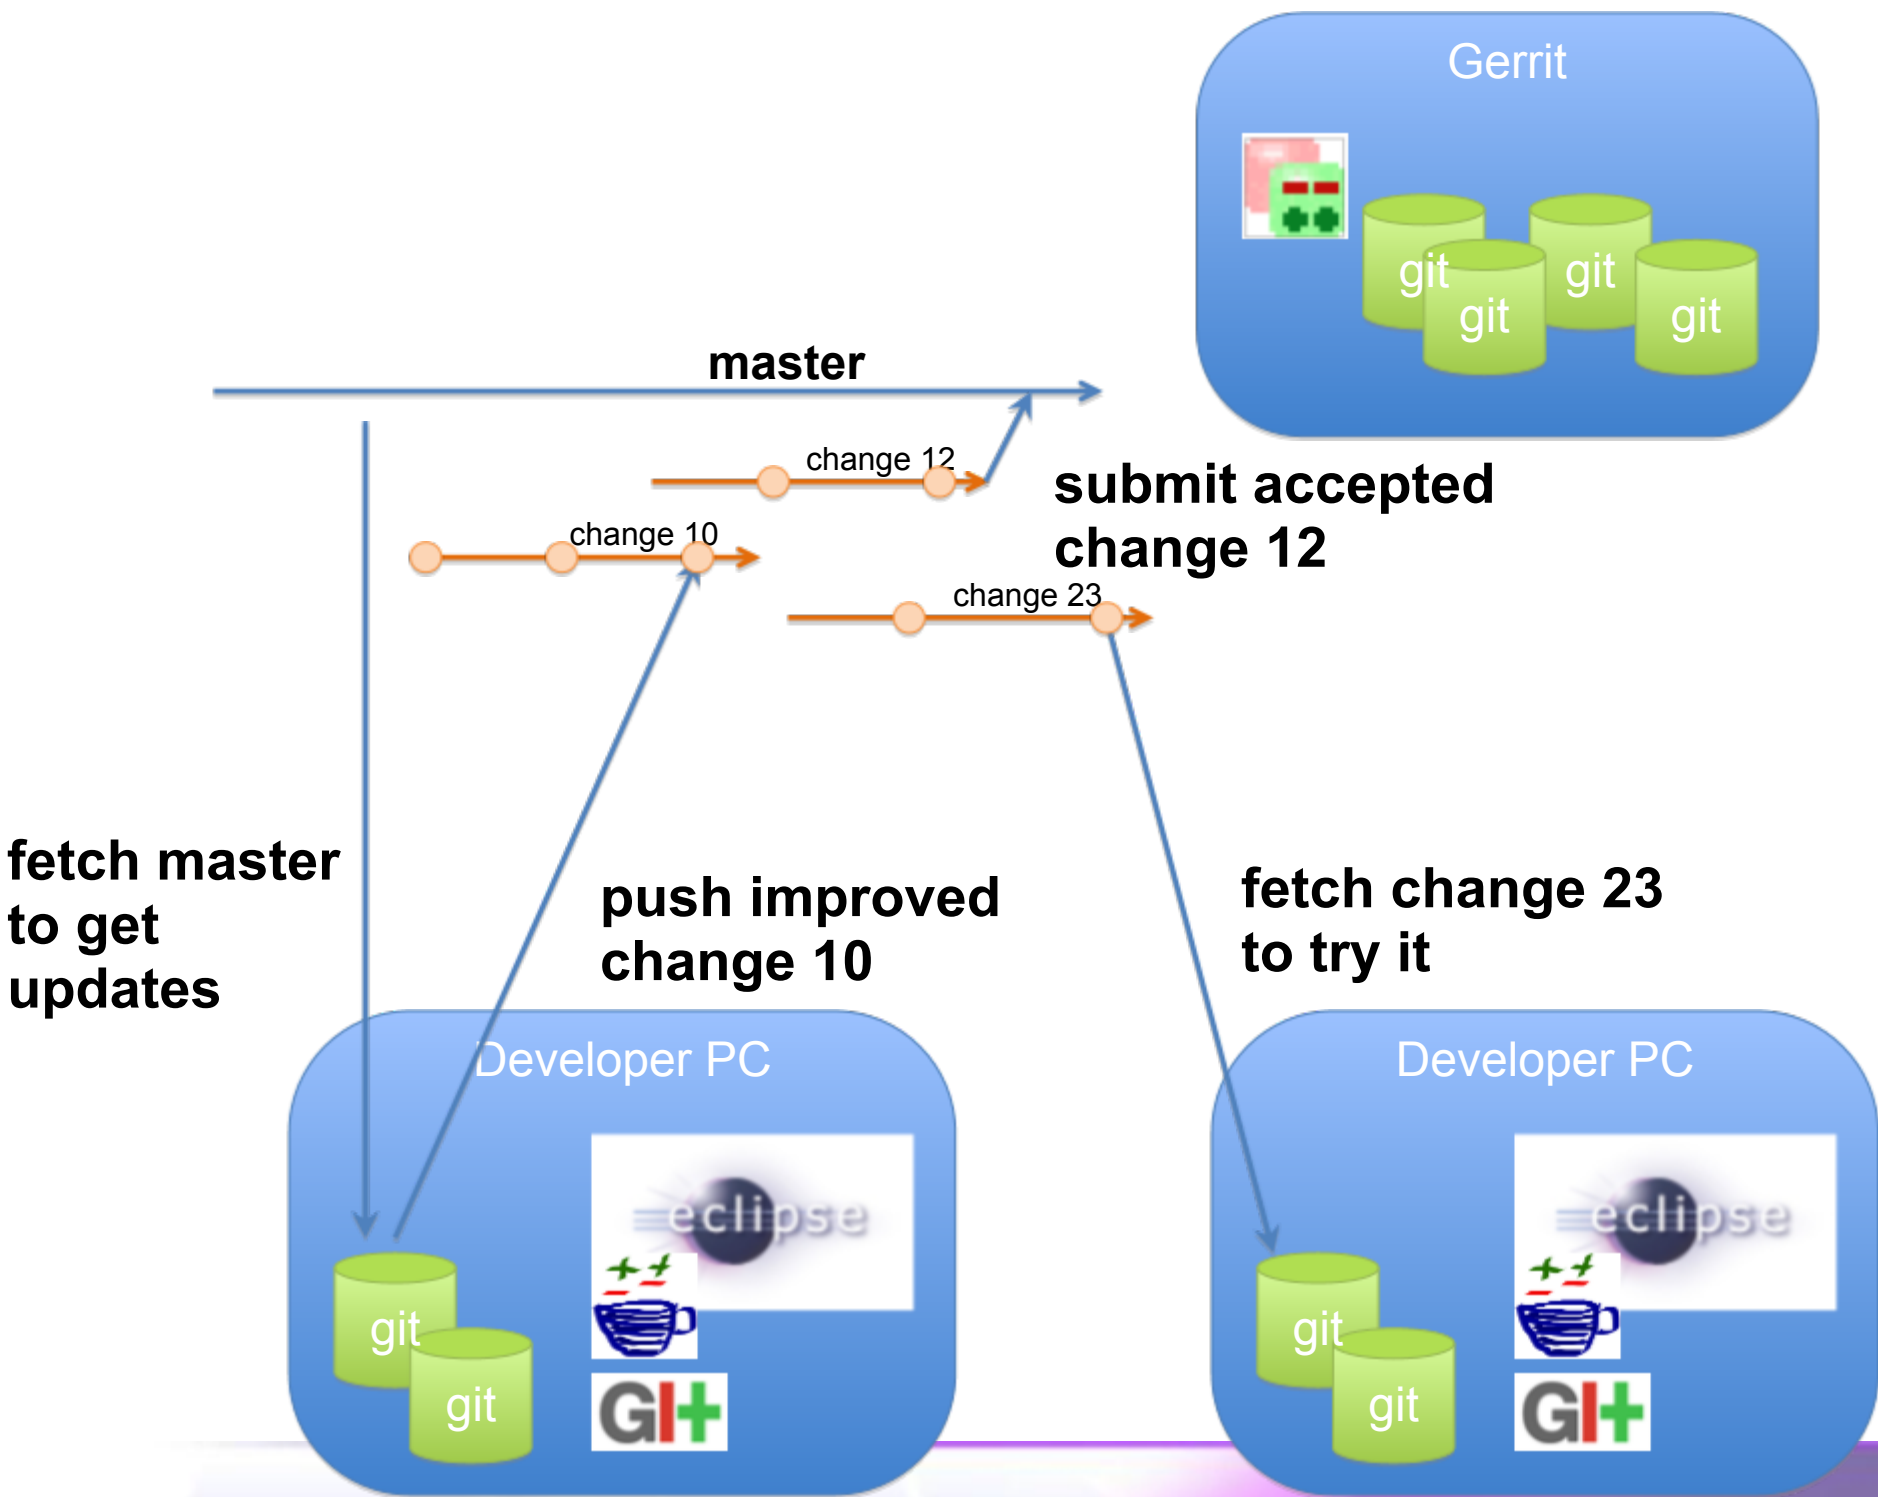 Gerrit
git
git
git
git
master
change 12
submit accepted
change 12
change 10
change 23
fetch master
to get
updates
push improved
change 10
fetch change 23
to try it
Developer PC
eclipse
git
git
GIt
Developer PC
eclipse
git
git
GIt